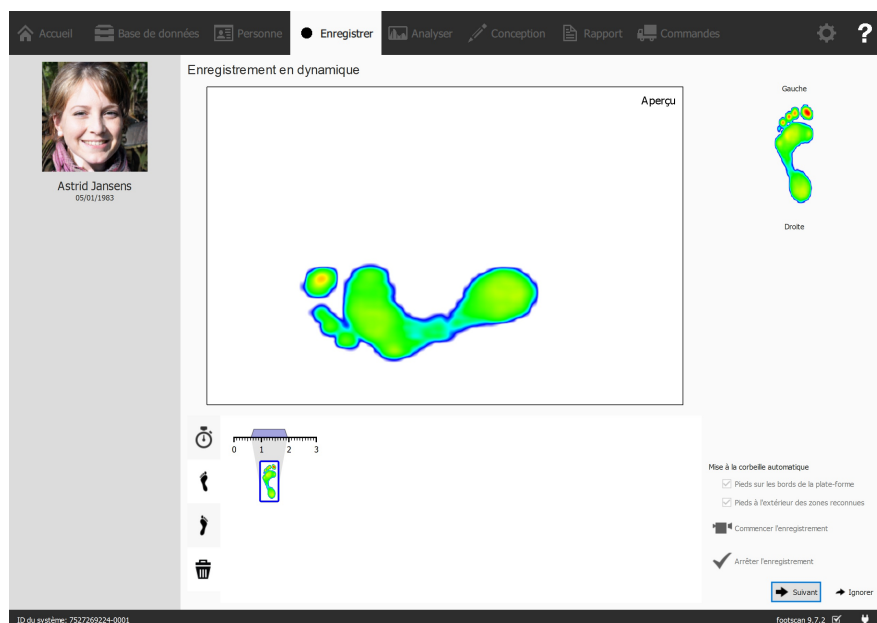 Accueil
Base de données
Personne
Enregistrer
Analyser
Conception
Rapport
Commandes
?
Enregistrement en dynamique
Aperçu
Gauche
Droite
Astrid Jansens
05/01/1983
0 1 2 3
Mise à la corbeille automatique
Pieds sur les bords de la plate-forme
Pieds à l'extérieur des zones reconnues
Commencer l'enregistrement
Arrêter l'enregistrement
Suivant
Ignorer
ID du système: 7527269224-0001
footscan 9.7.2